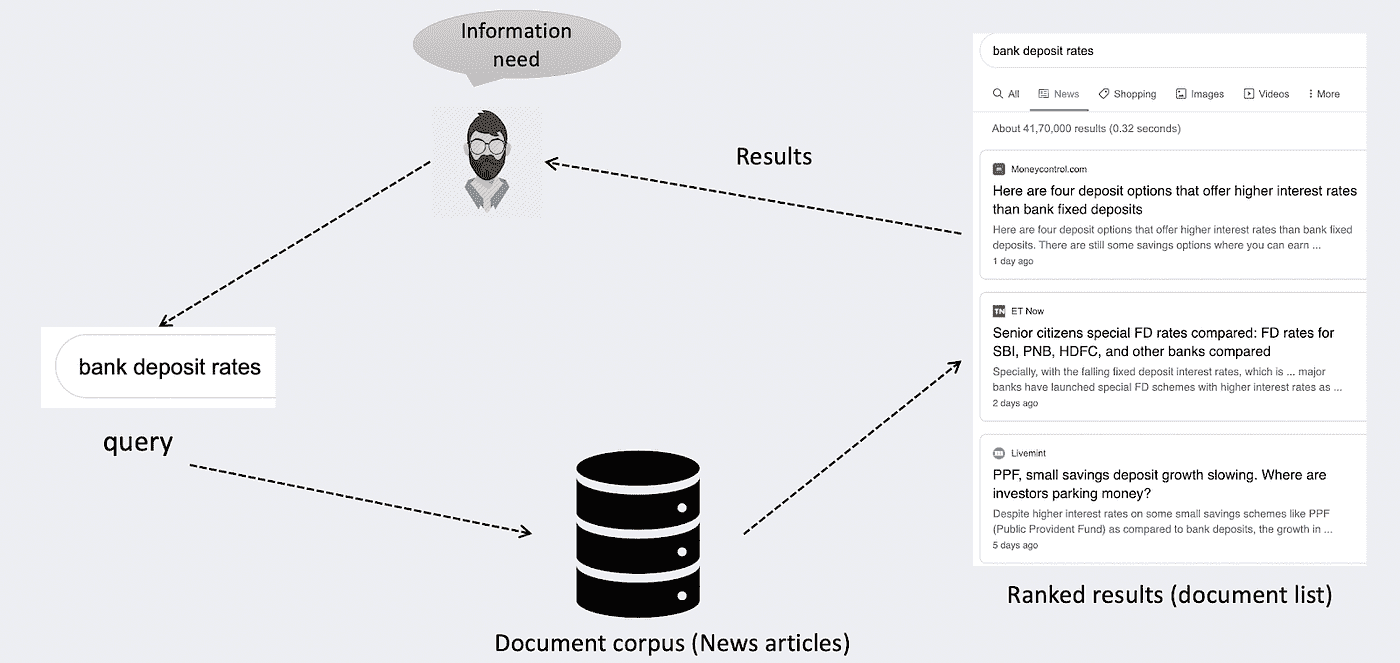 Information
need
Results
bank deposit rates
query
Document corpus (News articles)
bank deposit rates
All News Shopping Images Videos More
About 41,70,000 results (0.32 seconds)
Moneycontrol.com
Here are four deposit options that offer higher interest rates
than bank fixed deposits
Here are four deposit options that offer higher interest rates than bank fixed
deposits. There are still some savings options where you can earn ...
1 day ago
TN ET Now
Senior citizens special FD rates compared: FD rates for
SBI, PNB, HDFC, and other banks compared
Specially, with the falling fixed deposit interest rates, which is ... major
banks have launched special FD schemes with higher interest rates as ...
2 days ago
Livemint
PPF, small savings deposit growth slowing. Where are
investors parking money?
Despite higher interest rates on some small savings schemes like PPF
(Public Provident Fund) as compared to bank deposits, the growth in ...
5 days ago
Ranked results (document list)